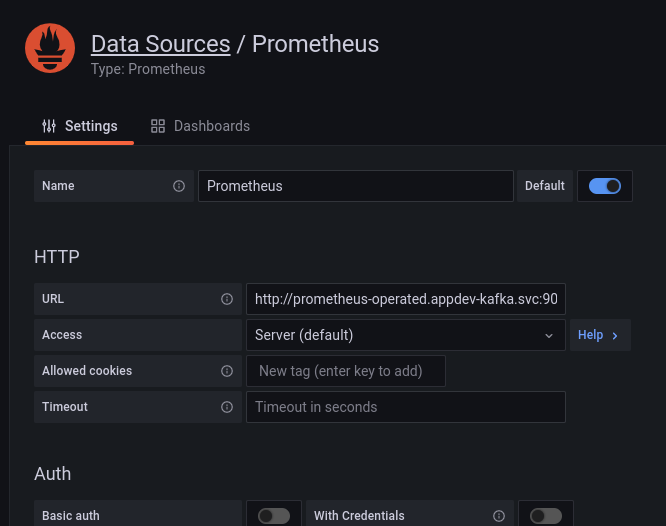 Data Sources / Prometheus
Type: Prometheus
Settings Dashboards
Name Prometheus Default
HTTP
URL http://prometheus-operated.appdev-kafka.svc:90
Access Server (default) Help
Allowed cookies New tag (enter key to add)
Timeout Timeout in seconds
Auth
Basic auth With Credentials